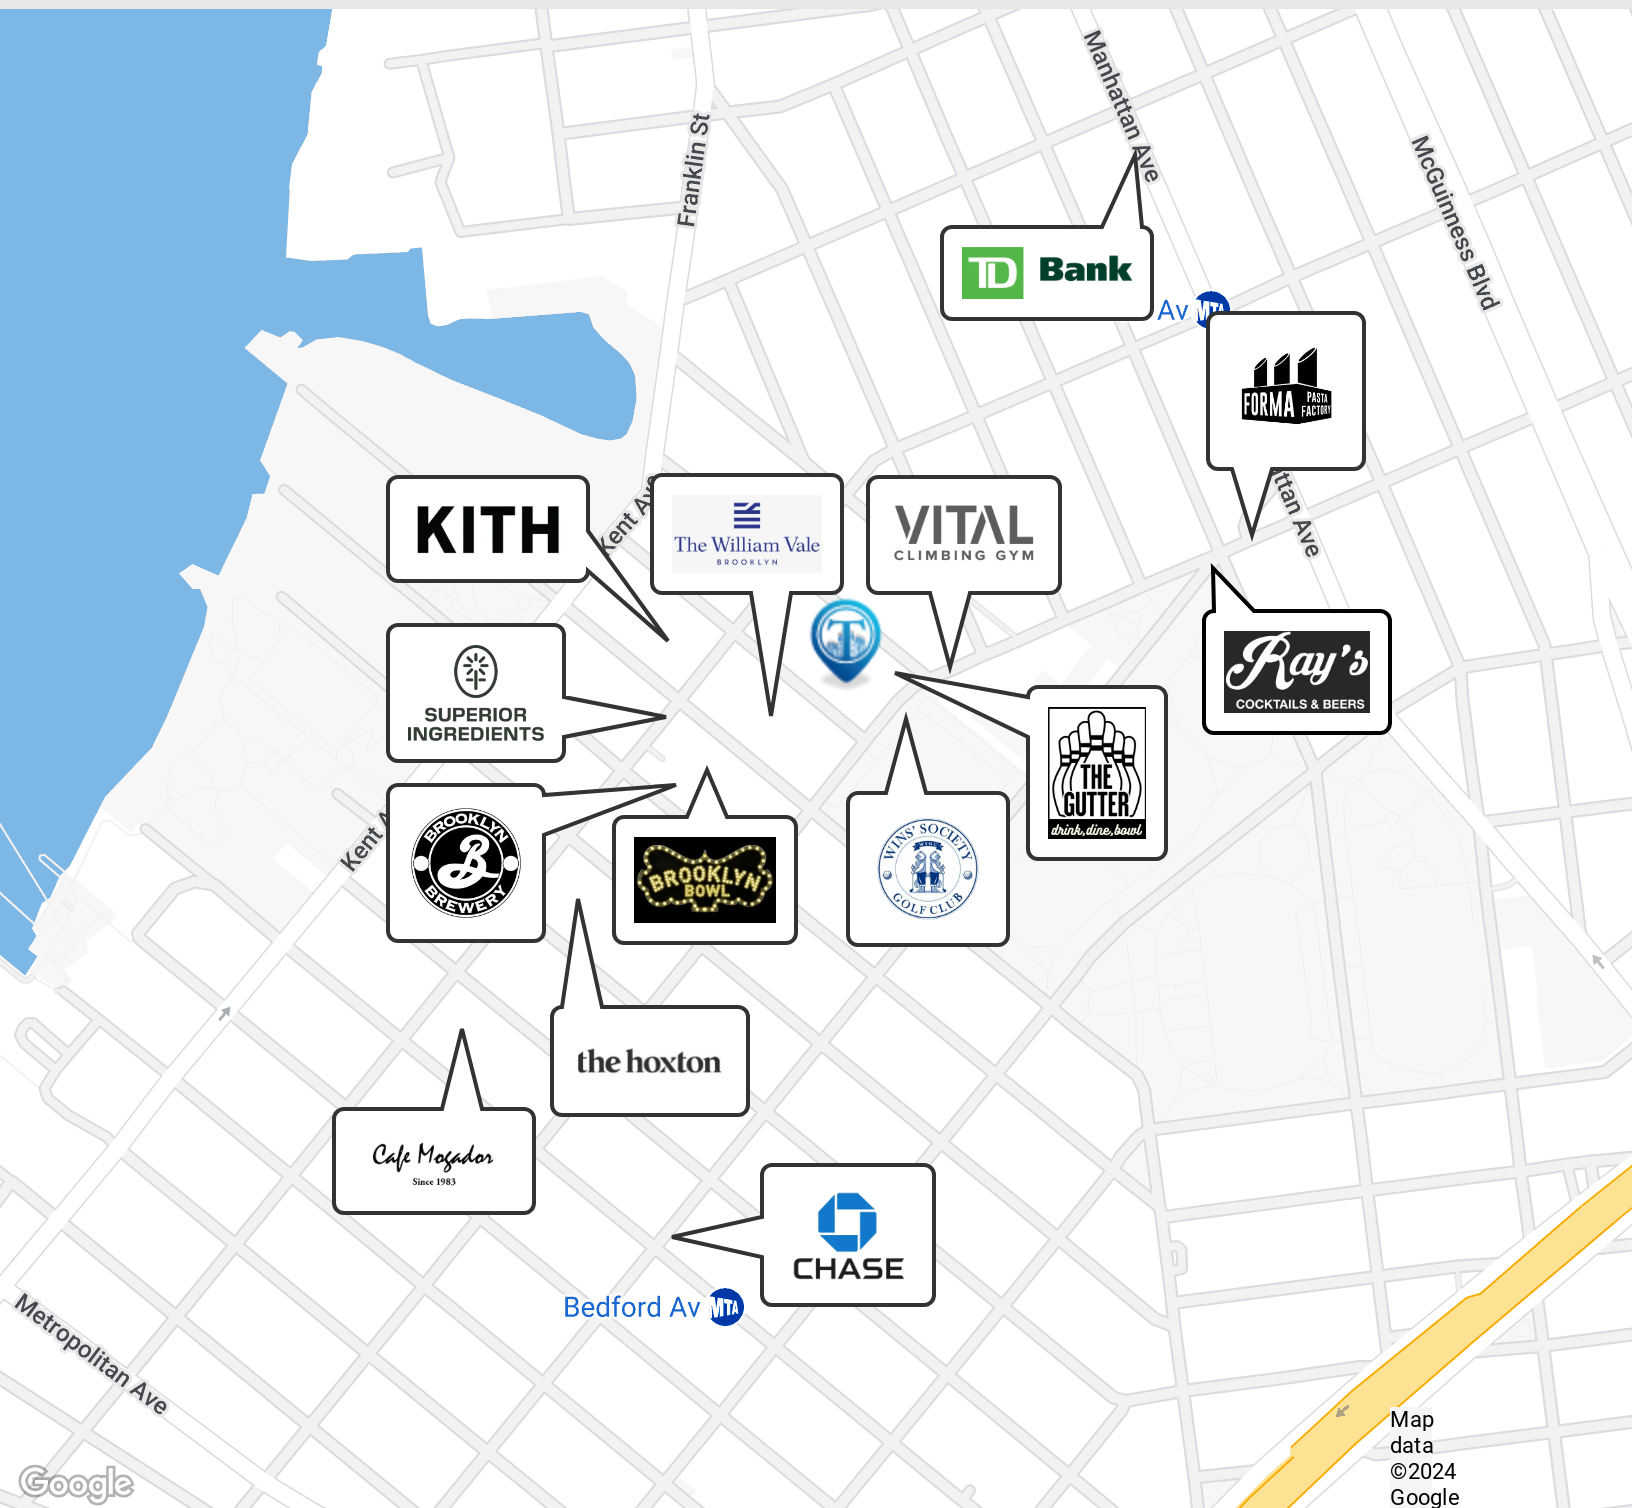 Manhattan Ave
Franklin St
McGuinness Blvd
TD Bank
Av MTA
FORMA
PASTA
FACTORY
KITH
Kent Ave
The William Vale
BROOKLYN
VITAL
CLIMBING GYM
ttan Ave
T
SUPERIOR
INGREDIENTS
Ray's
COCKTAILS & BEERS
THE
GUTTER
drink, dine, bowl
Kent A
BROOKLYN
B
BREWERY
BROOKLYN
BOWL
WINS' SOCIETY
GOLF CLUB
the hoxton
Cafe Mogador
Since 1983
CHASE
Bedford Av MTA
Metropolitan Ave
Map
data
©2024
Google
Google